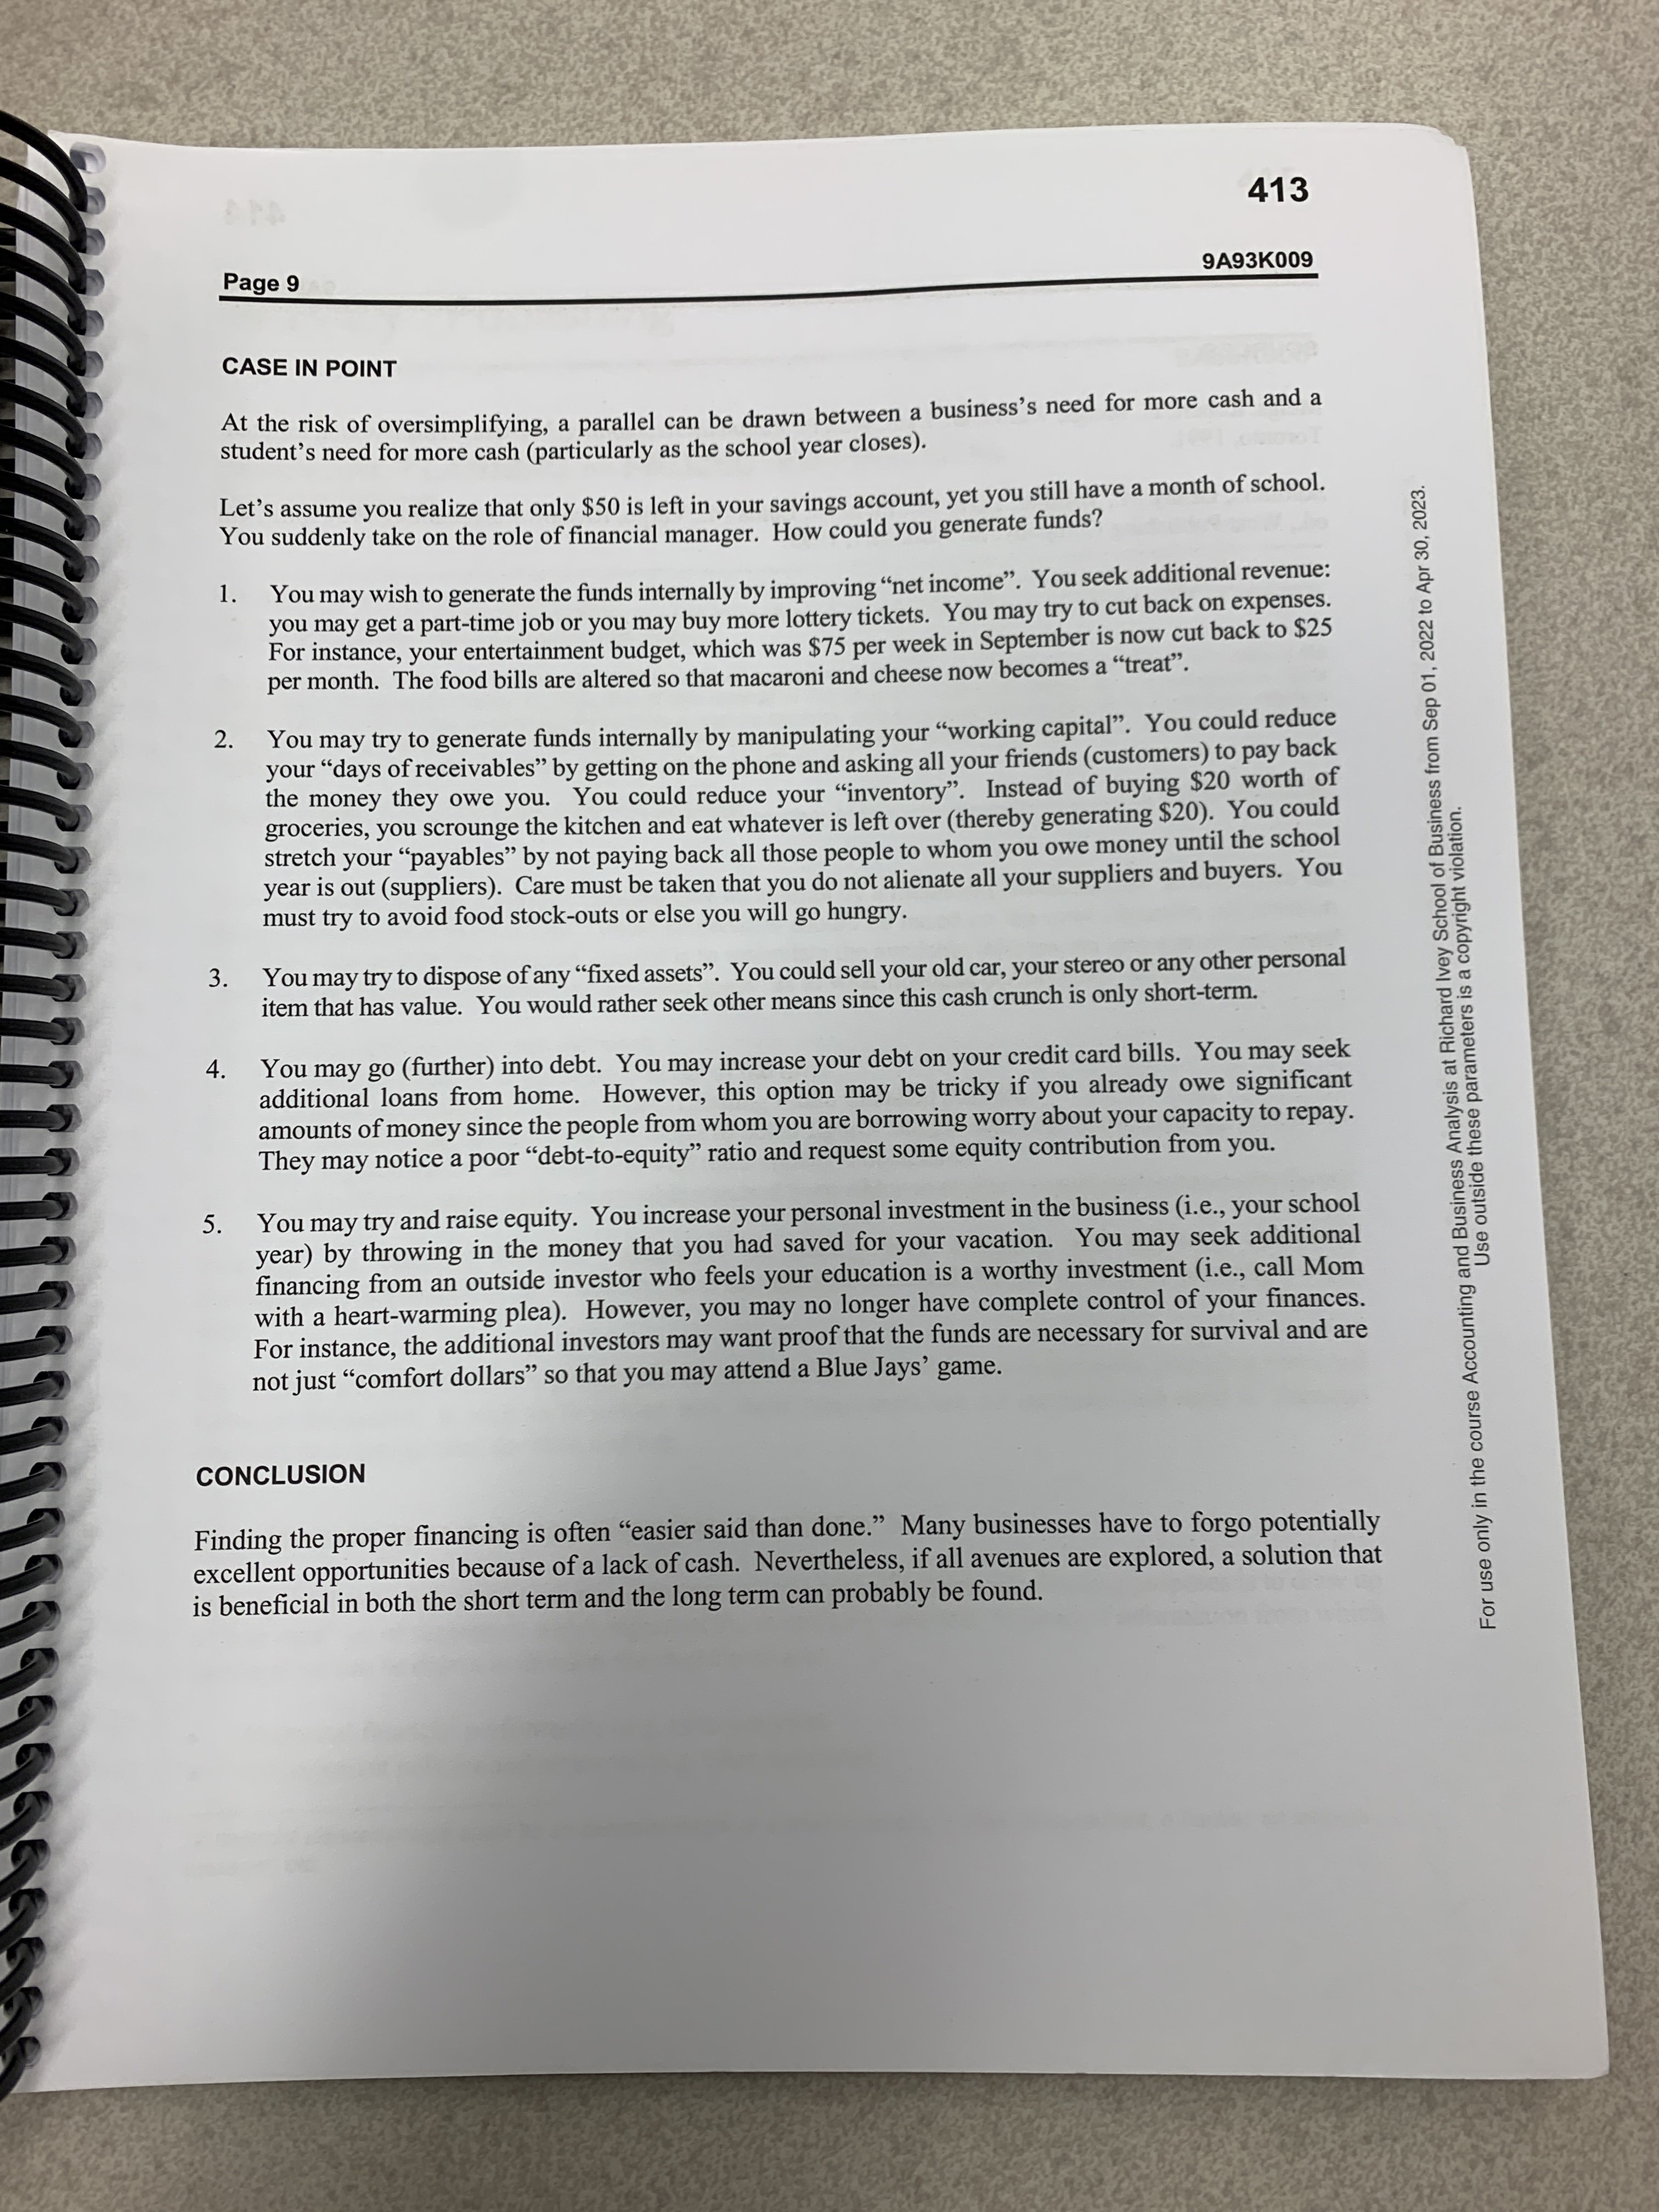 413
Page 9
9A93K009
CASE IN POINT
At the risk of oversimplifying, a parallel can be drawn between a business's need for more cash and a
student's need for more cash (particularly as the school year closes).
Let's assume you realize that only $50 is left in your savings account, yet you still have a month of school.
You suddenly take on the role of financial manager. How could you generate funds?
1. You may wish to generate the funds internally by improving “net income”. You seek additional revenue:
you may get a part-time job or you may buy more lottery tickets. You may try to cut back on expenses.
For instance, your entertainment budget, which was $75 per week in September is now cut back to $25
per month. The food bills are altered so that macaroni and cheese now becomes a “treat”.
2. You may try to generate funds internally by manipulating your “working capital”. You could reduce
your “days of receivables” by getting on the phone and asking all your friends (customers) to pay back
the money they owe you. You could reduce your “inventory”. Instead of buying $20 worth of
groceries, you scrounge the kitchen and eat whatever is left over (thereby generating $20). You could
stretch your “payables” by not paying back all those people to whom you owe money until the school
year is out (suppliers). Care must be taken that you do not alienate all your suppliers and buyers. You
must try to avoid food stock-outs or else you will go hungry.
3. You may try to dispose of any “fixed assets”. You could sell your old car, your stereo or any other personal
item that has value. You would rather seek other means since this cash crunch is only short-term.
4. You may go (further) into debt. You may increase your debt on your credit card bills. You may seek
additional loans from home. However, this option may be tricky if you already owe significant
amounts of money since the people from whom you are borrowing worry about your capacity to repay.
They may notice a poor “debt-to-equity” ratio and request some equity contribution from you.
5. You may try and raise equity. You increase your personal investment in the business (i.e., your school
year) by throwing in the money that you had saved for your vacation. You may seek additional
financing from an outside investor who feels your education is a worthy investment (i.e., call Mom
with a heart-warming plea). However, you may no longer have complete control of your finances.
For instance, the additional investors may want proof that the funds are necessary for survival and are
not just “comfort dollars” so that you may attend a Blue Jays' game.
CONCLUSION
Finding the proper financing is often “easier said than done.” Many businesses have to forgo potentially
excellent opportunities because of a lack of cash. Nevertheless, if all avenues are explored, a solution that
is beneficial in both the short term and the long term can probably be found.
For use only in the course Accounting and Business Analysis at Richard Ivey School of Business from Sep 01, 2022 to Apr 30, 2023.
Use outside these parameters is a copyright violation.